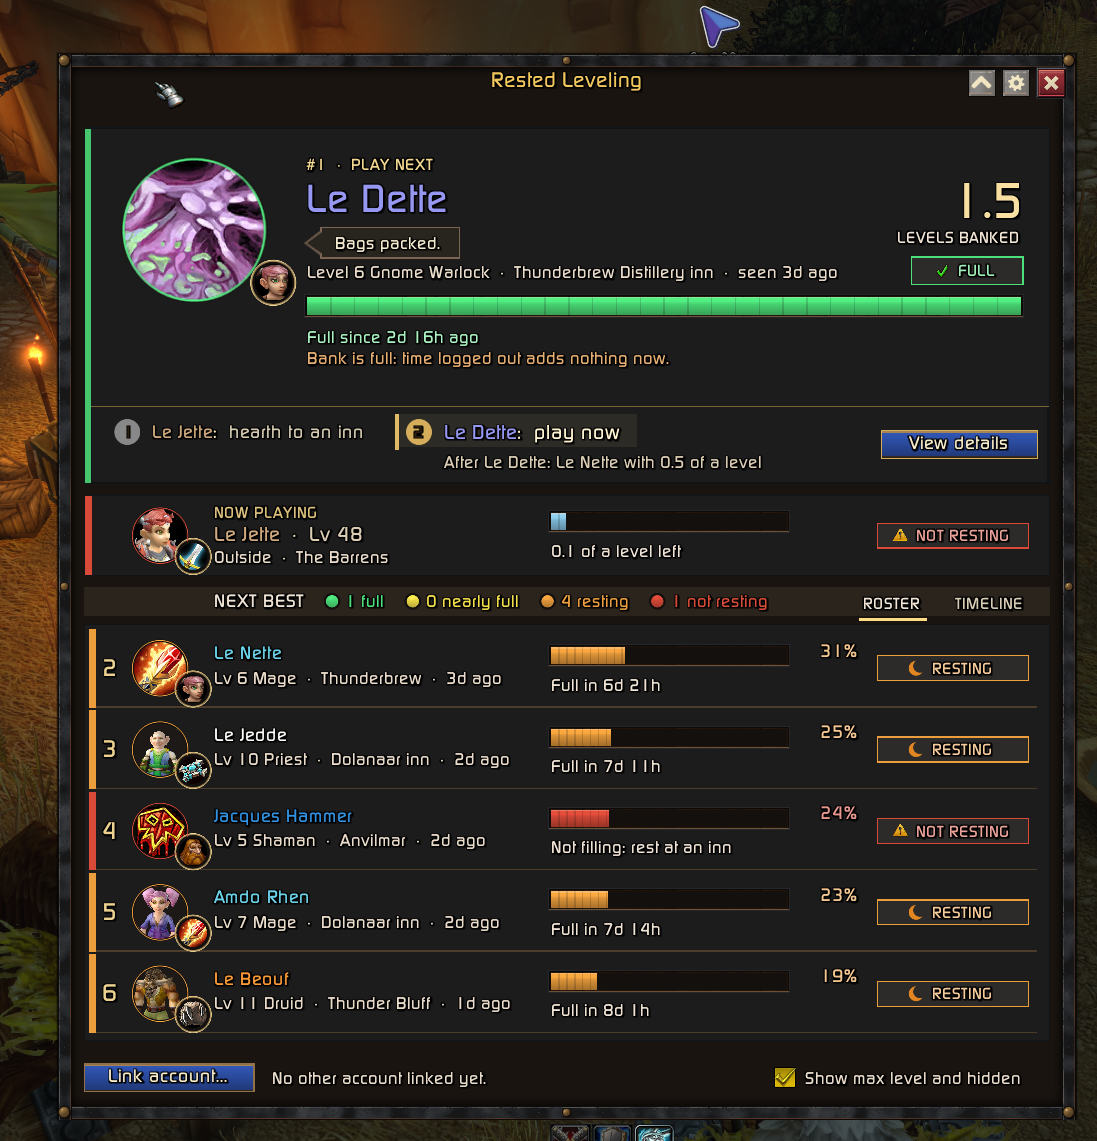 Rested Leveling
#1 · PLAY NEXT
Le Dette
1.5
LEVELS BANKED
Bags packed.
Level 6 Gnome Warlock · Thunderbrew Distillery inn · seen 3d ago
FULL
Full since 2d 16h ago
Bank is full: time logged out adds nothing now.
1 Le Jette: hearth to an inn
2 Le Dette: play now
After Le Dette: Le Nette with 0.5 of a level
View details
NOW PLAYING
Le Jette · Lv 48
Outside · The Barrens
0.1 of a level left
NOT RESTING
NEXT BEST 1 full 0 nearly full 4 resting 1 not resting
ROSTER TIMELINE
2
Le Nette
Lv 6 Mage · Thunderbrew · 3d ago
Full in 6d 21h
31%
RESTING
3
Le Jedde
Lv 10 Priest · Dolanaar inn · 2d ago
Full in 7d 11h
25%
RESTING
4
Jacques Hammer
Lv 5 Shaman · Anvilmar · 2d ago
Not filling: rest at an inn
24%
NOT RESTING
5
Amdo Rhen
Lv 7 Mage · Dolanaar inn · 2d ago
Full in 7d 14h
23%
RESTING
6
Le Beouf
Lv 11 Druid · Thunder Bluff · 1d ago
Full in 8d 1h
19%
RESTING
Link account...
No other account linked yet.
Show max level and hidden